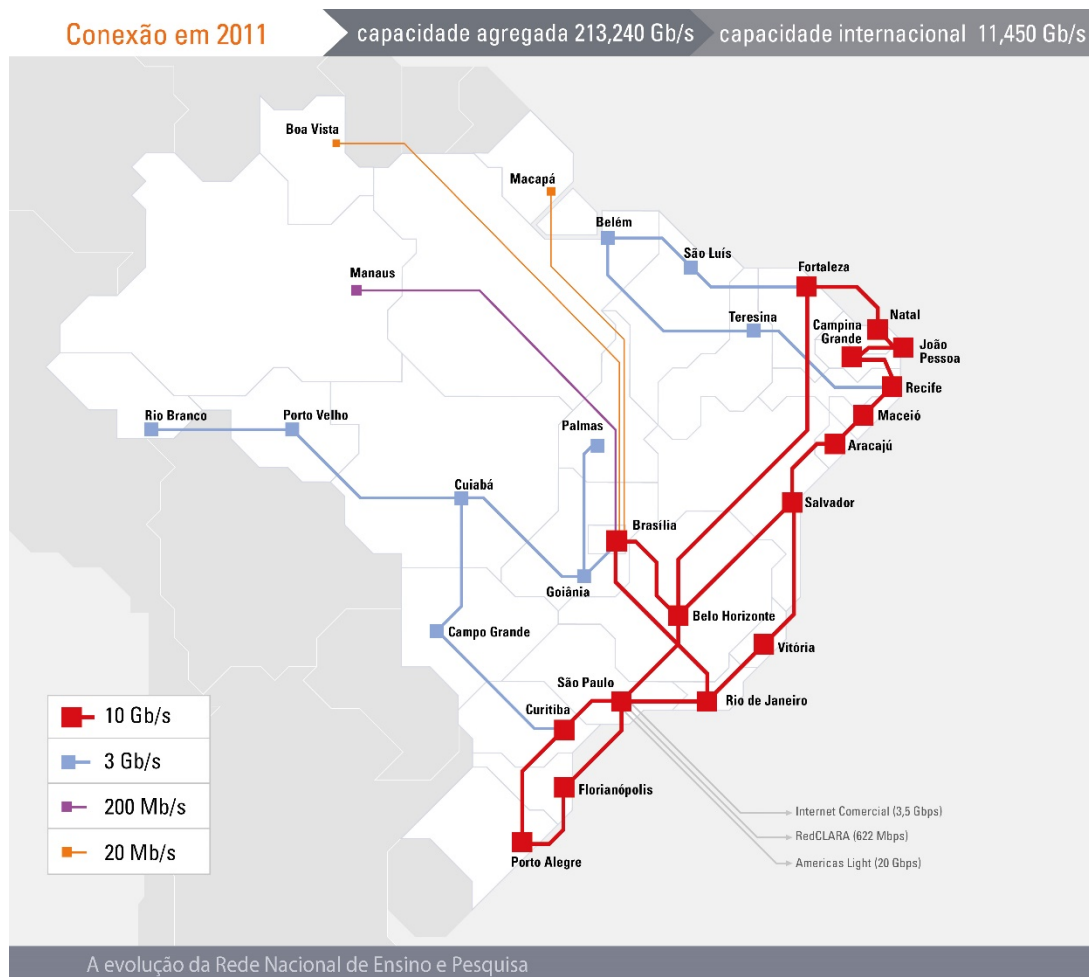 Conexão em 2011
capacidade agregada 213,240 Gb/s
capacidade internacional 11,450 Gb/s
Boa Vista
Macapá
Belém
São Luís
Fortaleza
Manaus
Natal
Teresina
Campina
Grande
João
Pessoa
Recife
Rio Branco
Porto Velho
Maceió
Palmas
Aracajú
Cuiabá
Salvador
Brasília
Goiânia
Belo Horizonte
Campo Grande
Vitória
São Paulo
Rio de Janeiro
Curitiba
10 Gb/s
3 Gb/s
200 Mb/s
20 Mb/s
Florianópolis
Porto Alegre
Internet Comercial (3,5 Gbps)
RedCLARA (622 Mbps)
Americas Light (20 Gbps)
A evolução da Rede Nacional de Ensino e Pesquisa